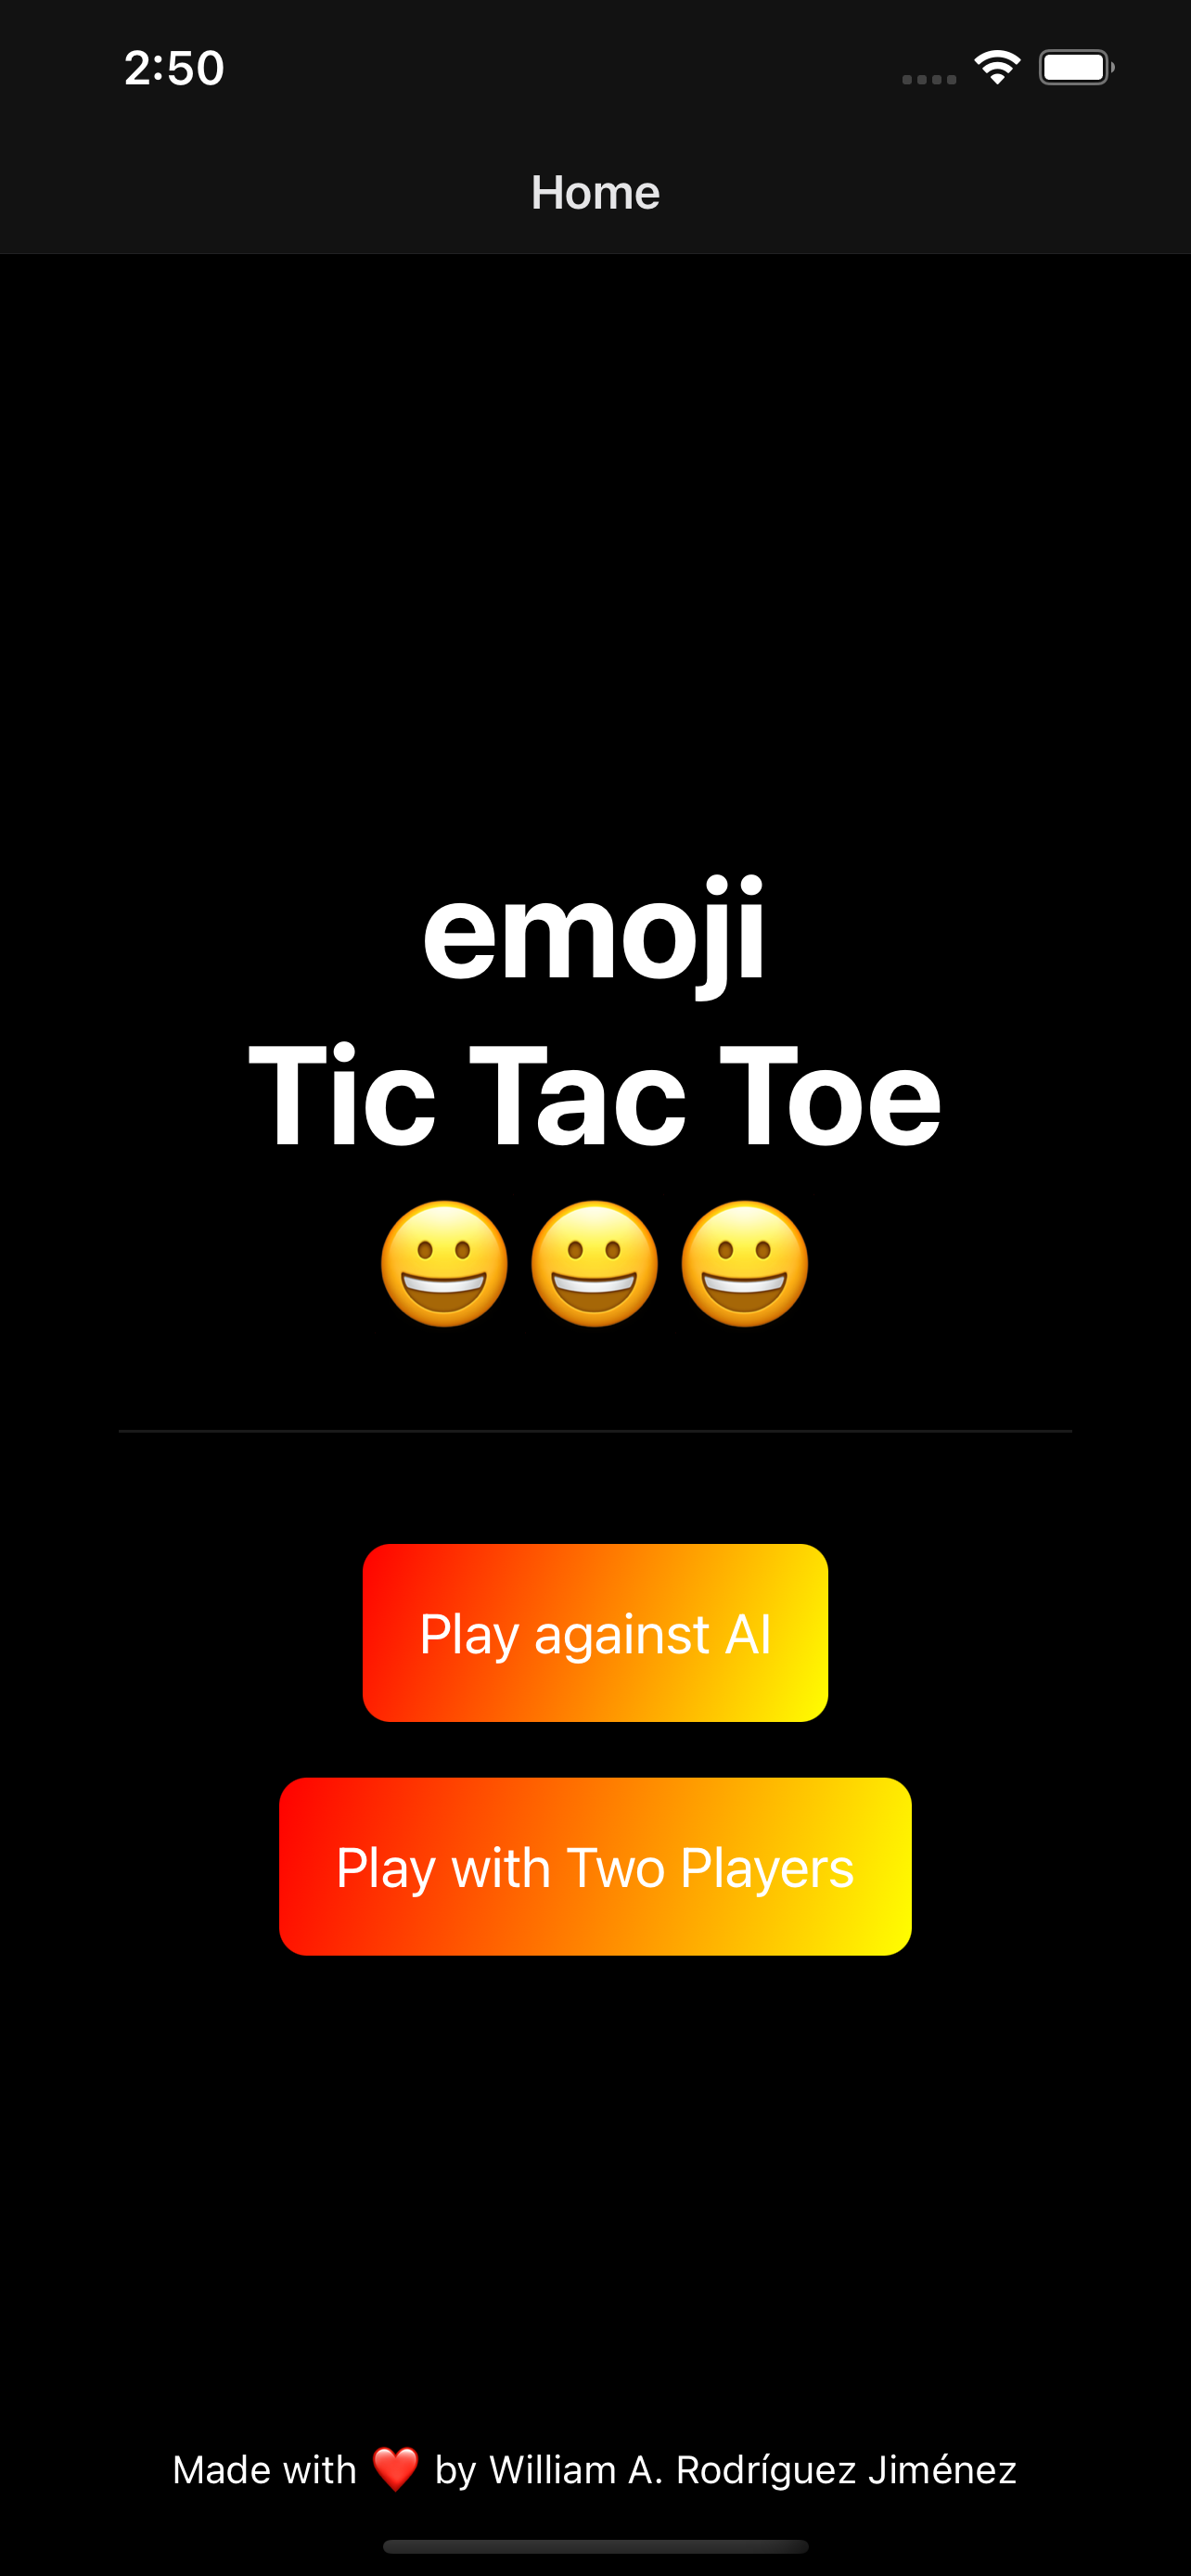 2:50
Home
emoji
Tic Tac Toe
😀😀😀
Play against AI
Play with Two Players
Made with ❤️ by William A. Rodríguez Jiménez